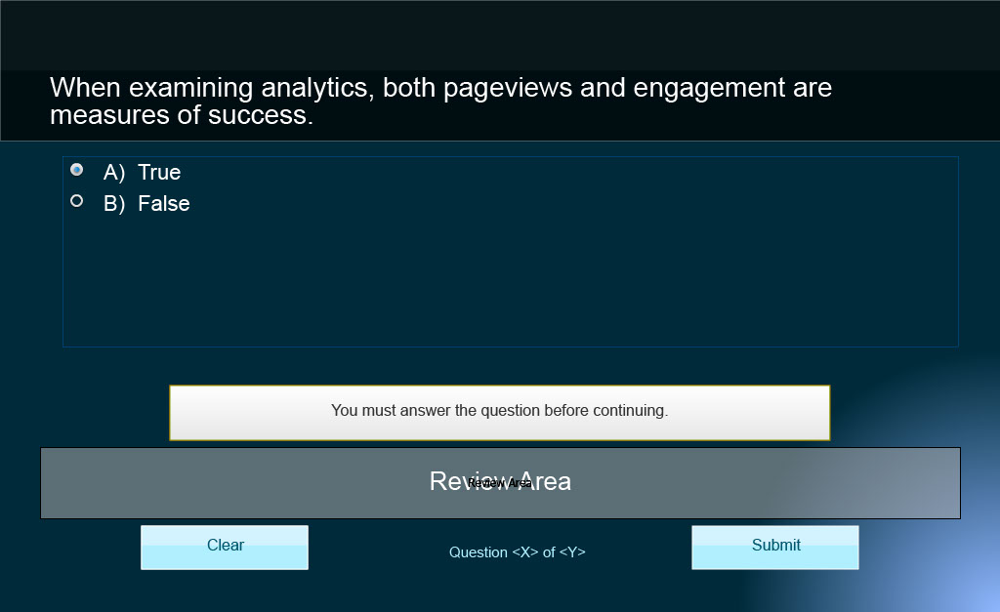 When examining analytics, both pageviews and engagement are
measures of success.
A) True
B) False
You must answer the question before continuing.
Review Area
Review Area
Clear
Question <X> of <Y>
Submit